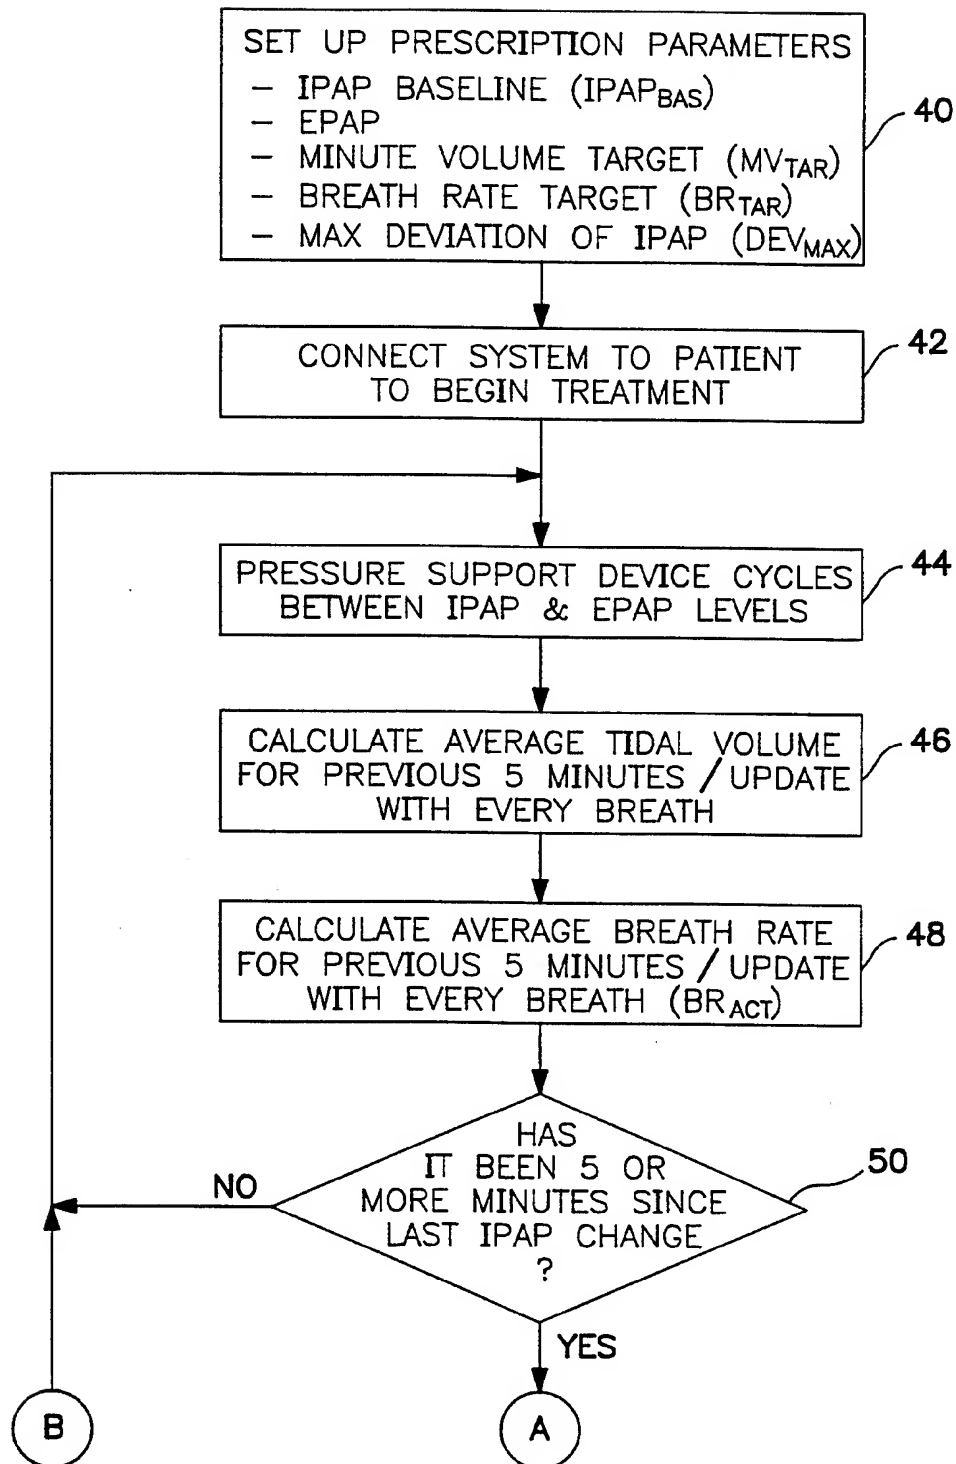 SET UP PRESCRIPTION PARAMETERS
– IPAP BASELINE (IPAPBAS)
– EPAP
– MINUTE VOLUME TARGET (MVTAR)
– BREATH RATE TARGET (BRTAR)
– MAX DEVIATION OF IPAP (DEVMAX)
40
CONNECT SYSTEM TO PATIENT
TO BEGIN TREATMENT
42
PRESSURE SUPPORT DEVICE CYCLES
BETWEEN IPAP & EPAP LEVELS
44
CALCULATE AVERAGE TIDAL VOLUME
FOR PREVIOUS 5 MINUTES / UPDATE
WITH EVERY BREATH
46
CALCULATE AVERAGE BREATH RATE
FOR PREVIOUS 5 MINUTES / UPDATE
WITH EVERY BREATH (BRACT)
48
HAS
IT BEEN 5 OR
MORE MINUTES SINCE
LAST IPAP CHANGE
?
50
NO
YES
B
A